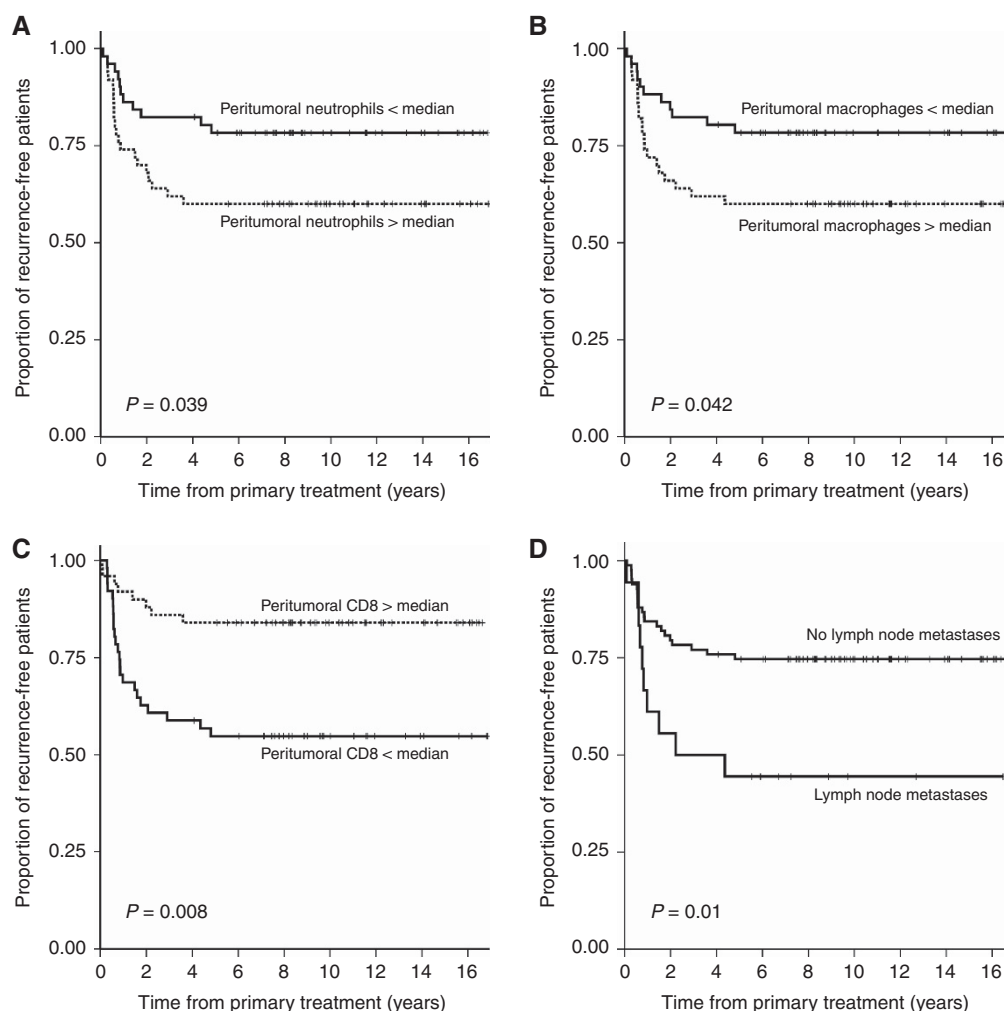 A
Proportion of recurrence-free patients
1.00
0.75
0.50
0.25
0.00
Peritumoral neutrophils < median
Peritumoral neutrophils > median
P = 0.039
0 2 4 6 8 10 12 14 16
Time from primary treatment (years)
B
Proportion of recurrence-free patients
1.00
0.75
0.50
0.25
0.00
Peritumoral macrophages < median
Peritumoral macrophages > median
P = 0.042
0 2 4 6 8 10 12 14 16
Time from primary treatment (years)
C
Proportion of recurrence-free patients
1.00
0.75
0.50
0.25
0.00
Peritumoral CD8 > median
Peritumoral CD8 < median
P = 0.008
0 2 4 6 8 10 12 14 16
Time from primary treatment (years)
D
Proportion of recurrence-free patients
1.00
0.75
0.50
0.25
0.00
No lymph node metastases
Lymph node metastases
P = 0.01
0 2 4 6 8 10 12 14 16
Time from primary treatment (years)